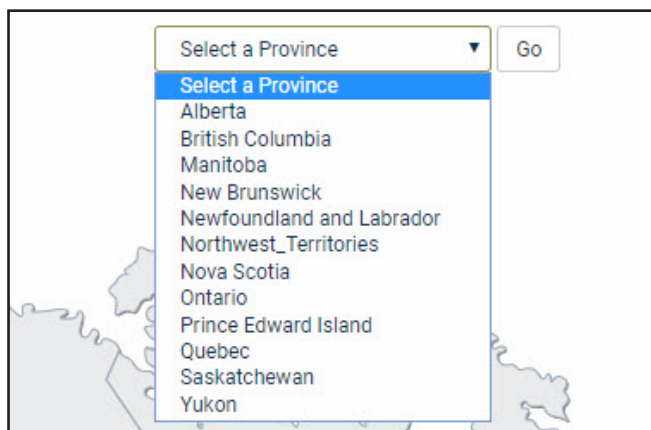 Select a Province Go
Select a Province
Alberta
British Columbia
Manitoba
New Brunswick
Newfoundland and Labrador
Northwest_Territories
Nova Scotia
Ontario
Prince Edward Island
Quebec
Saskatchewan
Yukon